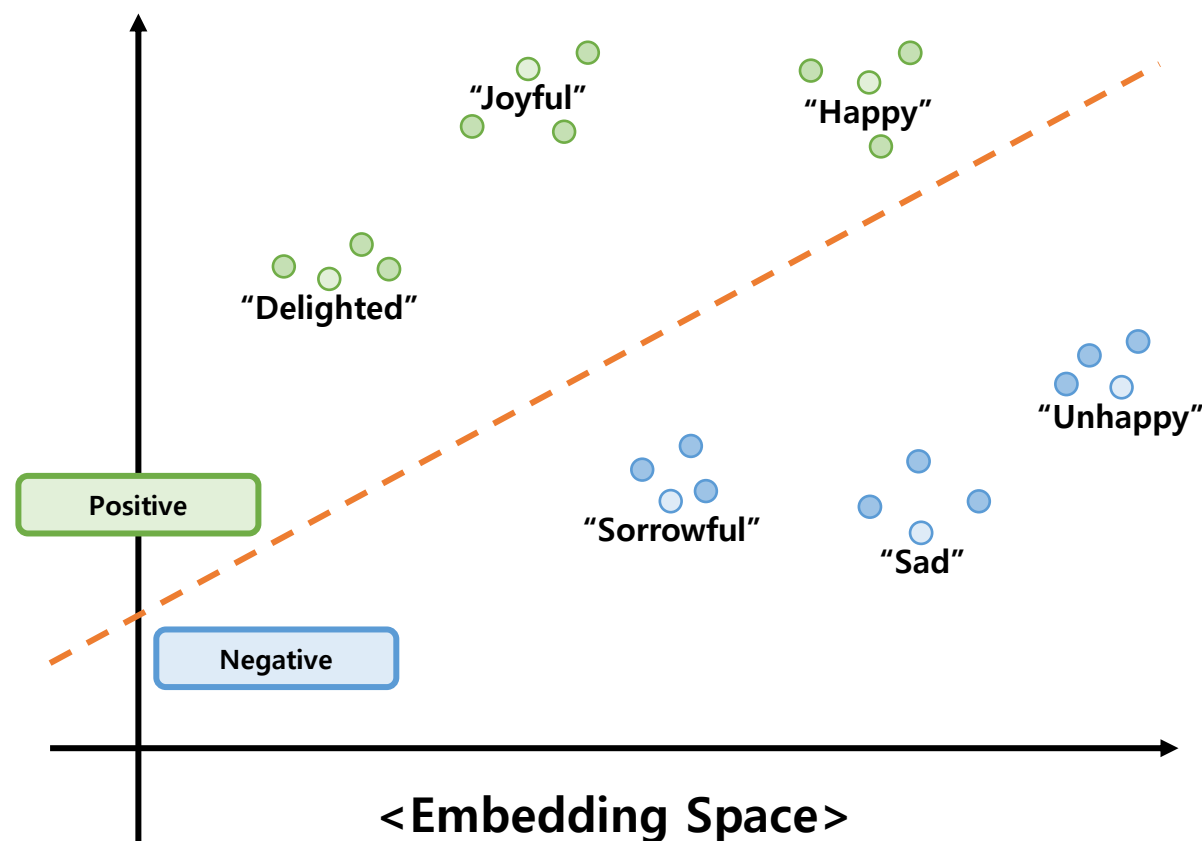 “Joyful”
“Happy”
“Delighted”
“Unhappy”
Positive
“Sorrowful”
“Sad”
Negative
<Embedding Space>